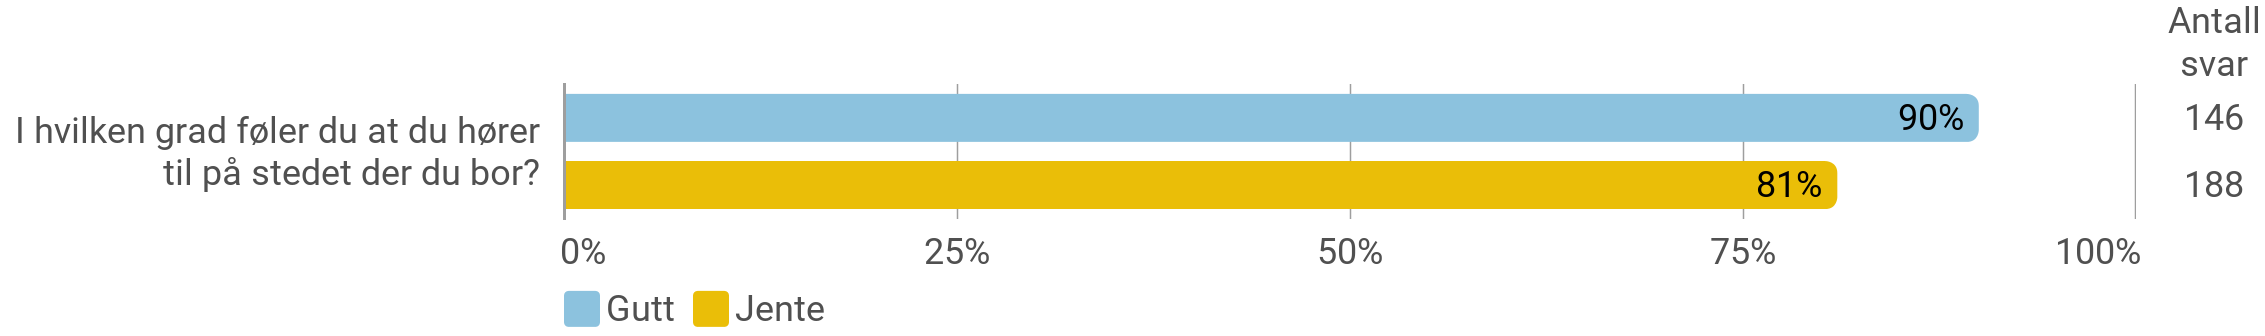 Antall
svar
I hvilken grad føler du at du hører
til på stedet der du bor?
90%
146
81%
188
0%
25%
50%
75%
100%
Gutt
Jente